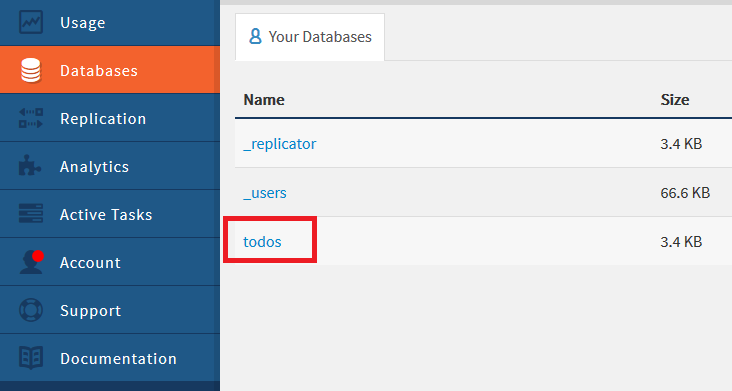 Usage
Databases
Replication
Analytics
Active Tasks
Account
Support
Documentation
Your Databases
Name Size
_replicator 3.4 KB
_users 66.6 KB
todos 3.4 KB